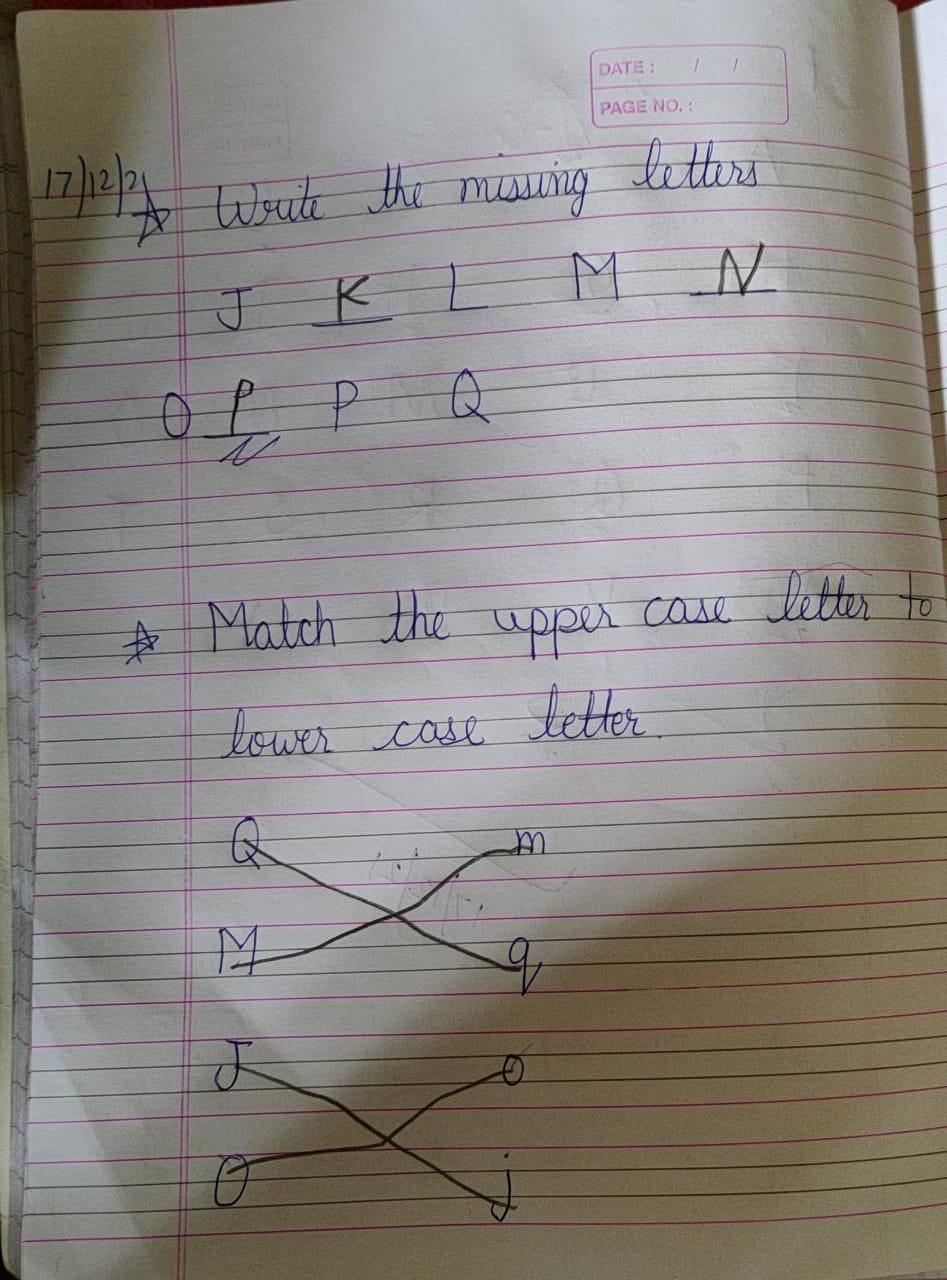 DATE : / /
PAGE NO. :
17/12/21 Write the missing letters
J K L M N
O P P Q
Match the upper case letter to
lower case letter.
Q m
M q
J o
O j